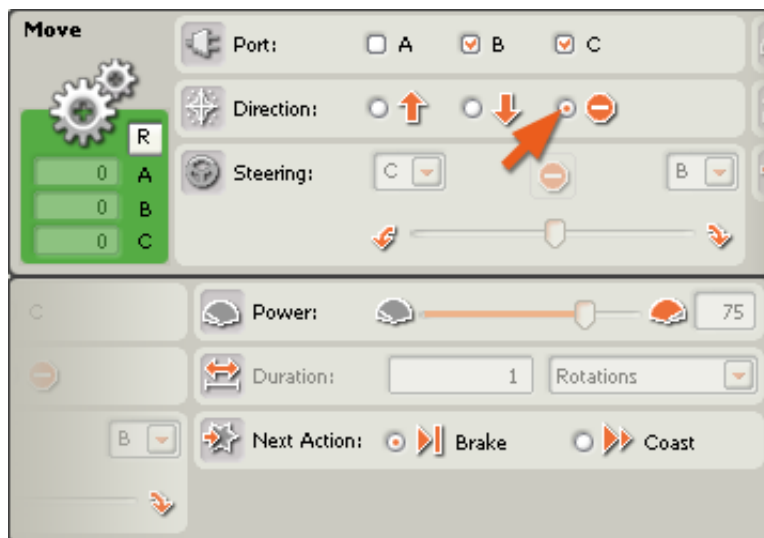 Move
Port: A B C
Direction:
R
0 A
0 B
0 C
Steering: C B
C
Power: 75
Duration: 1 Rotations
B
Next Action: Brake Coast